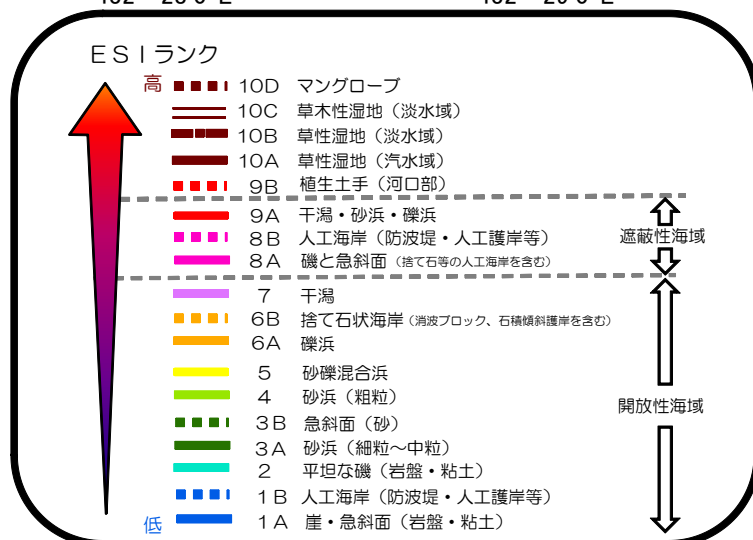 ESIランク
高
10D マングローブ
10C 草木性湿地（淡水域）
10B 草性湿地（淡水域）
10A 草性湿地（汽水域）
9B 植生土手（河口部）
9A 干潟・砂浜・礫浜
8B 人工海岸（防波堤・人工護岸等）
遮蔽性海域
8A 磯と急斜面（捨て石等の人工海岸を含む）
7 干潟
6B 捨て石状海岸（消波ブロック、石積傾斜護岸を含む）
6A 礫浜
5 砂礫混合浜
4 砂浜（粗粒）
開放性海域
3B 急斜面（砂）
3A 砂浜（細粒～中粒）
2 平坦な磯（岩盤・粘土）
1B 人工海岸（防波堤・人工護岸等）
低
1A 崖・急斜面（岩盤・粘土）